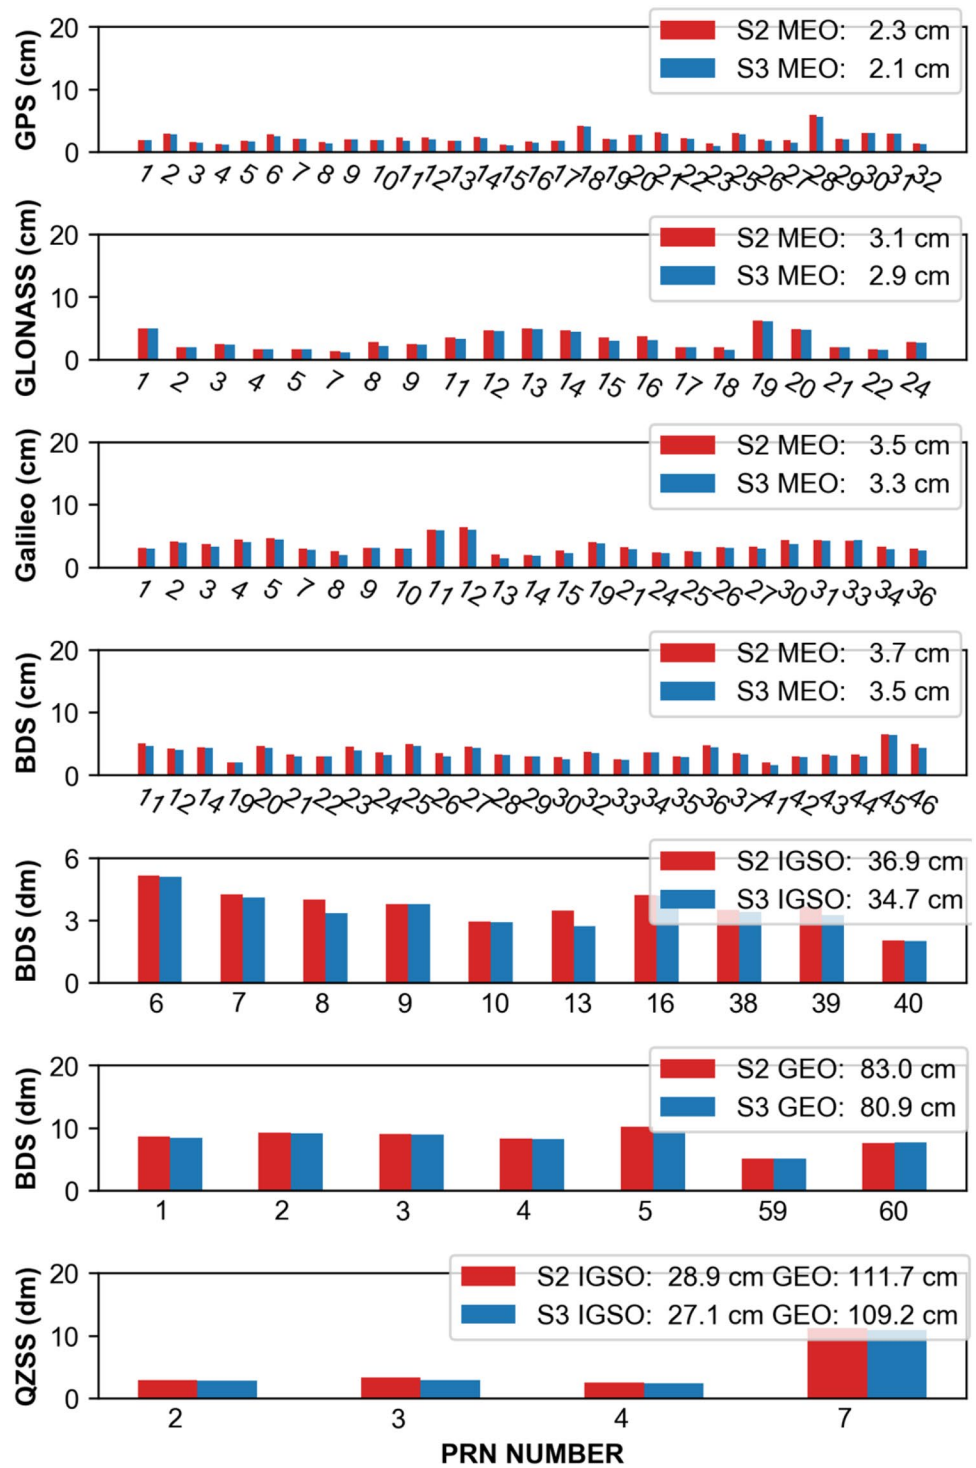 20
S2 MEO: 2.3 cm
S3 MEO: 2.1 cm
10
0
GPS (cm)
1 2 3 4 5 6 7 8 9 10 11 12 13 14 15 16 17 18 19 20 21 22 23 25 26 27 28 29 30 31 32
20
S2 MEO: 3.1 cm
S3 MEO: 2.9 cm
10
0
GLONASS (cm)
1 2 3 4 5 7 8 9 11 12 13 14 15 16 17 18 19 20 21 22 24
20
S2 MEO: 3.5 cm
S3 MEO: 3.3 cm
10
0
Galileo (cm)
1 2 3 4 5 7 8 9 10 11 12 13 14 15 19 21 24 25 26 27 30 31 33 34 36
20
S2 MEO: 3.7 cm
S3 MEO: 3.5 cm
10
0
BDS (cm)
11 12 14 19 20 21 22 23 24 25 26 27 28 29 30 32 33 34 35 36 37 41 42 43 44 45 46
6
S2 IGSO: 36.9 cm
S3 IGSO: 34.7 cm
3
0
BDS (dm)
6 7 8 9 10 13 16 38 39 40
20
S2 GEO: 83.0 cm
S3 GEO: 80.9 cm
10
0
BDS (dm)
1 2 3 4 5 59 60
20
S2 IGSO: 28.9 cm GEO: 111.7 cm
S3 IGSO: 27.1 cm GEO: 109.2 cm
10
0
QZSS (dm)
2 3 4 7
PRN NUMBER